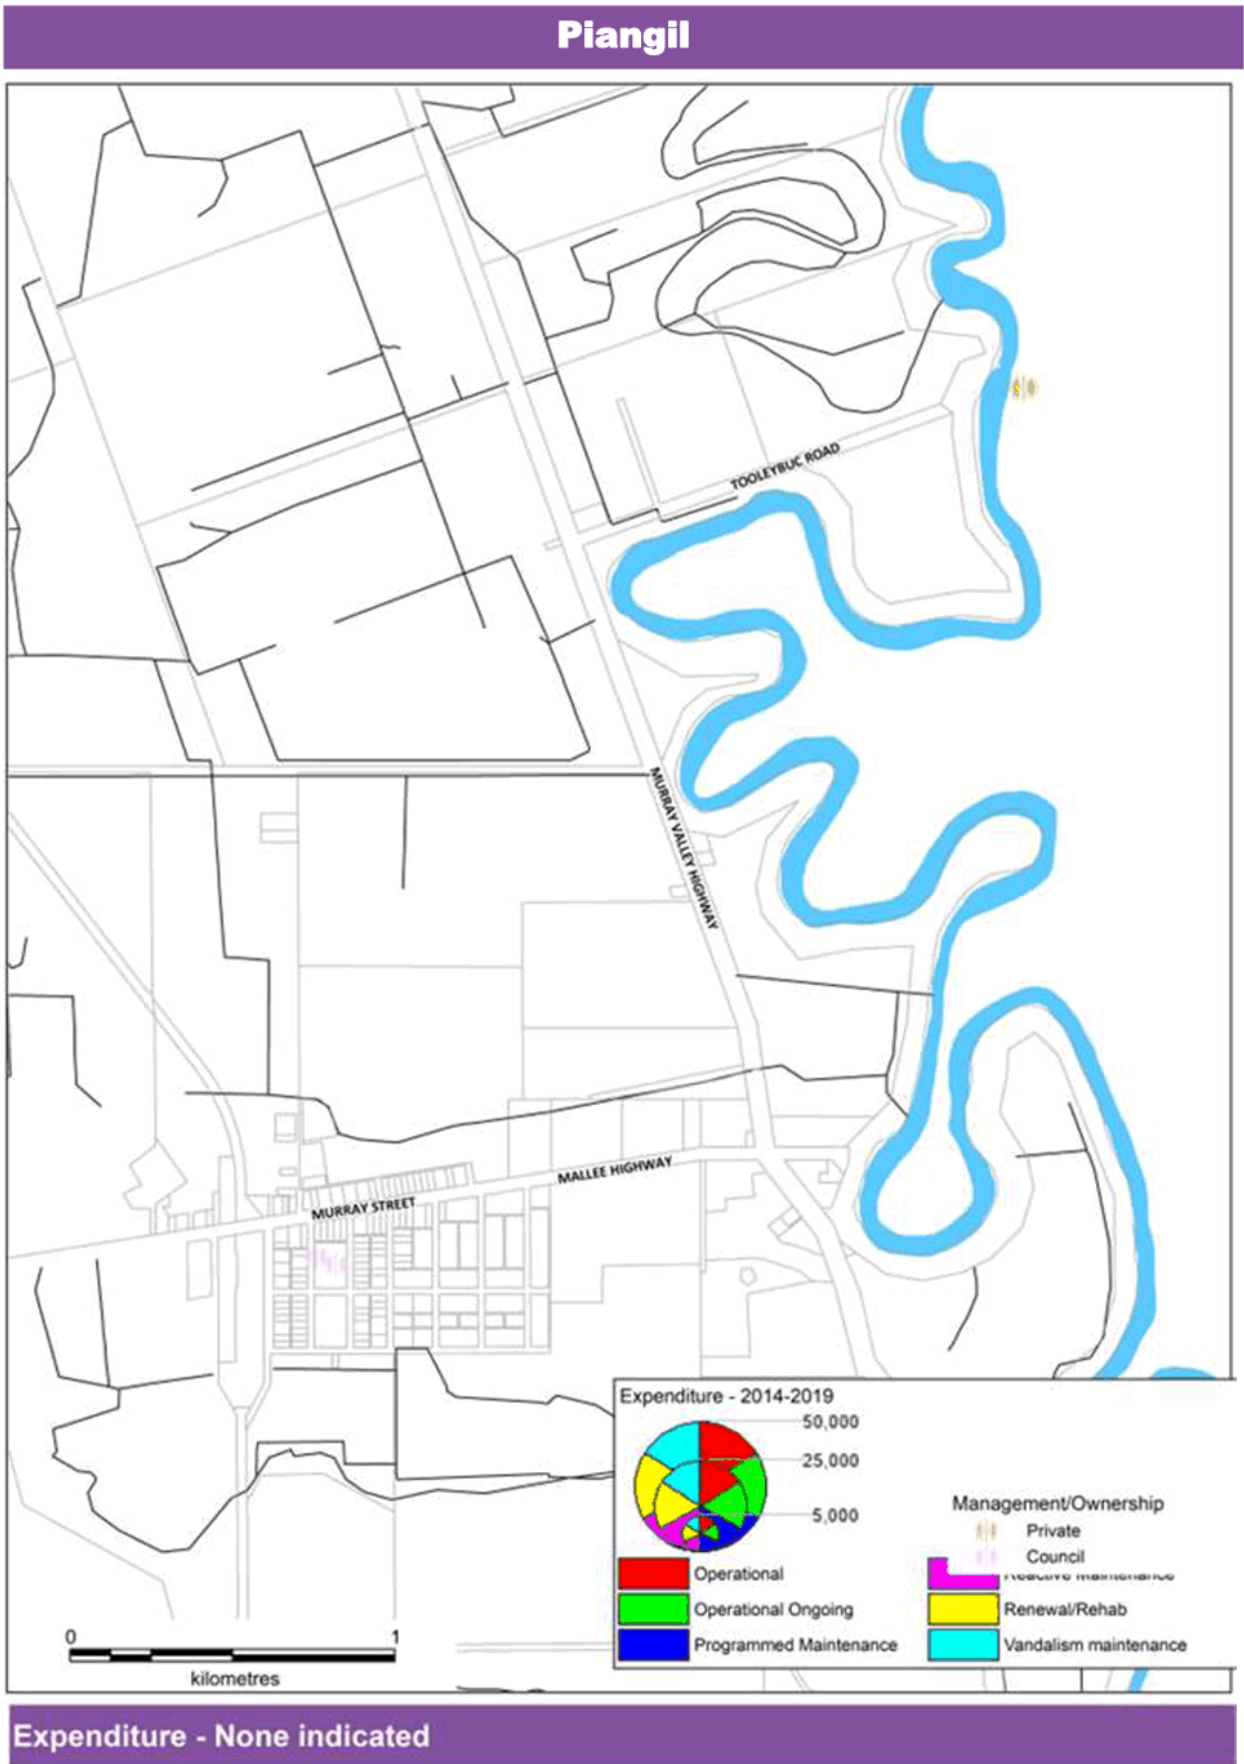 Piangil
TOOLEYBUC ROAD
MURRAY VALLEY HIGHWAY
MALLEE HIGHWAY
MURRAY STREET
Expenditure - 2014-2019
50,000
25,000
5,000
Management/Ownership
Private
Council
Operational
Reactive Maintenance
Operational Ongoing
Renewal/Rehab
Programmed Maintenance
Vandalism maintenance
0 1
kilometres
Expenditure - None indicated